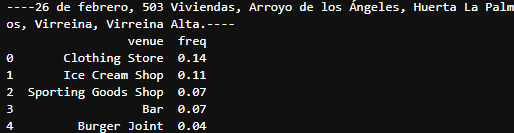 ----26 de febrero, 503 Viviendas, Arroyo de los Ángeles, Huerta La Palm
os, Virreina, Virreina Alta.----
venue freq
0 Clothing Store 0.14
1 Ice Cream Shop 0.11
2 Sporting Goods Shop 0.07
3 Bar 0.07
4 Burger Joint 0.04